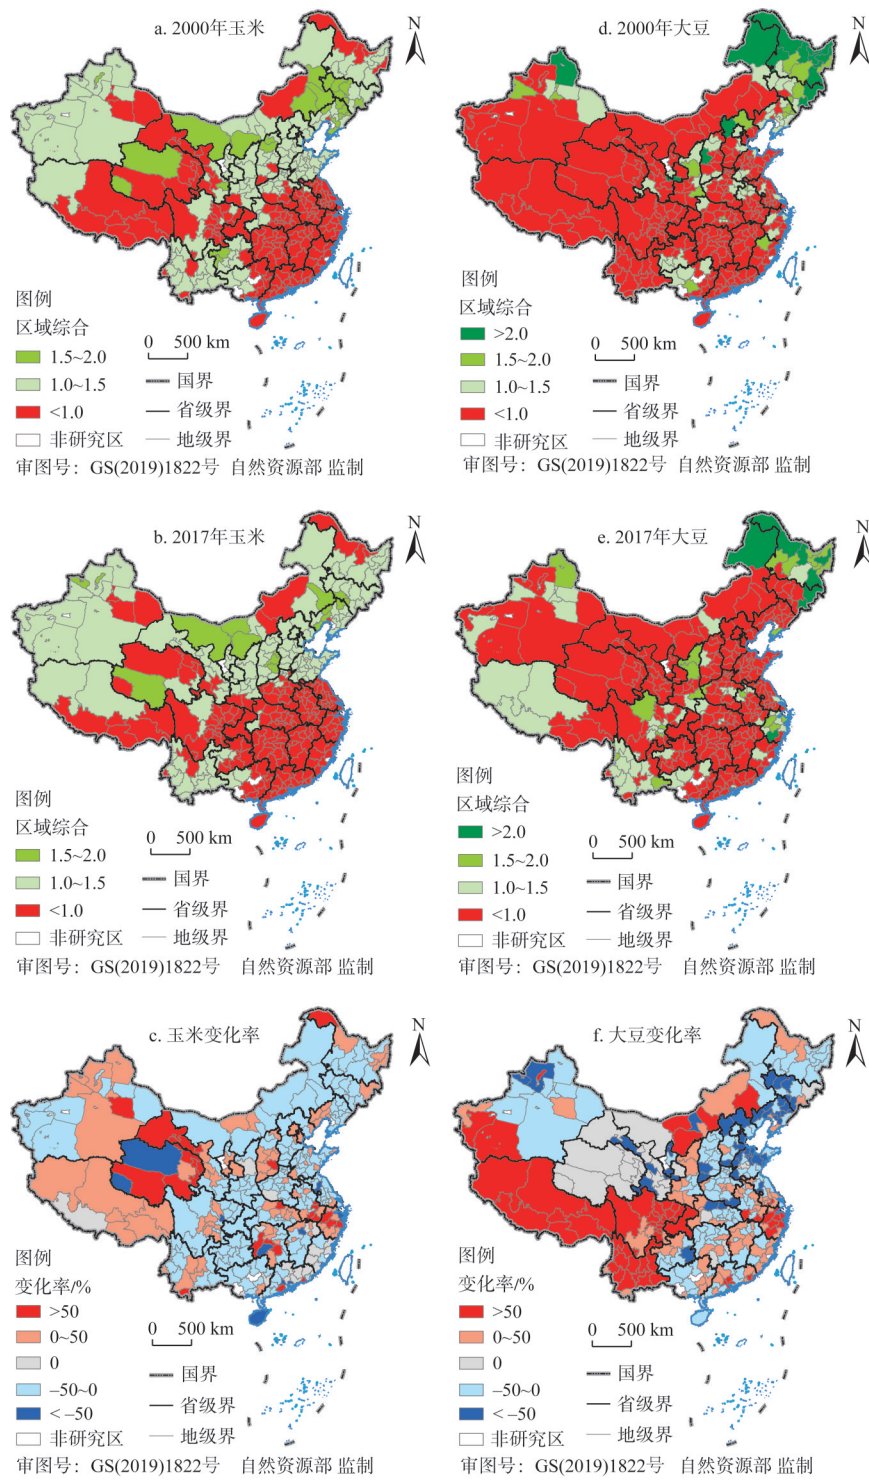 a. 2000年玉米
N
图例
区域综合
1.5~2.0
1.0~1.5
<1.0
非研究区
0 500 km
国界
省级界
地级界
审图号：GS(2019)1822号 自然资源部 监制
d. 2000年大豆
N
图例
区域综合
>2.0
1.5~2.0
1.0~1.5
<1.0
非研究区
0 500 km
国界
省级界
地级界
审图号：GS(2019)1822号 自然资源部 监制
b. 2017年玉米
N
图例
区域综合
1.5~2.0
1.0~1.5
<1.0
非研究区
0 500 km
国界
省级界
地级界
审图号：GS(2019)1822号 自然资源部 监制
e. 2017年大豆
N
图例
区域综合
>2.0
1.5~2.0
1.0~1.5
<1.0
非研究区
0 500 km
国界
省级界
地级界
审图号：GS(2019)1822号 自然资源部 监制
c. 玉米变化率
N
图例
变化率/%
>50
0~50
0
–50~0
< –50
非研究区
0 500 km
国界
省级界
地级界
审图号：GS(2019)1822号 自然资源部 监制
f. 大豆变化率
N
图例
变化率/%
>50
0~50
0
–50~0
< –50
非研究区
0 500 km
国界
省级界
地级界
审图号：GS(2019)1822号 自然资源部 监制